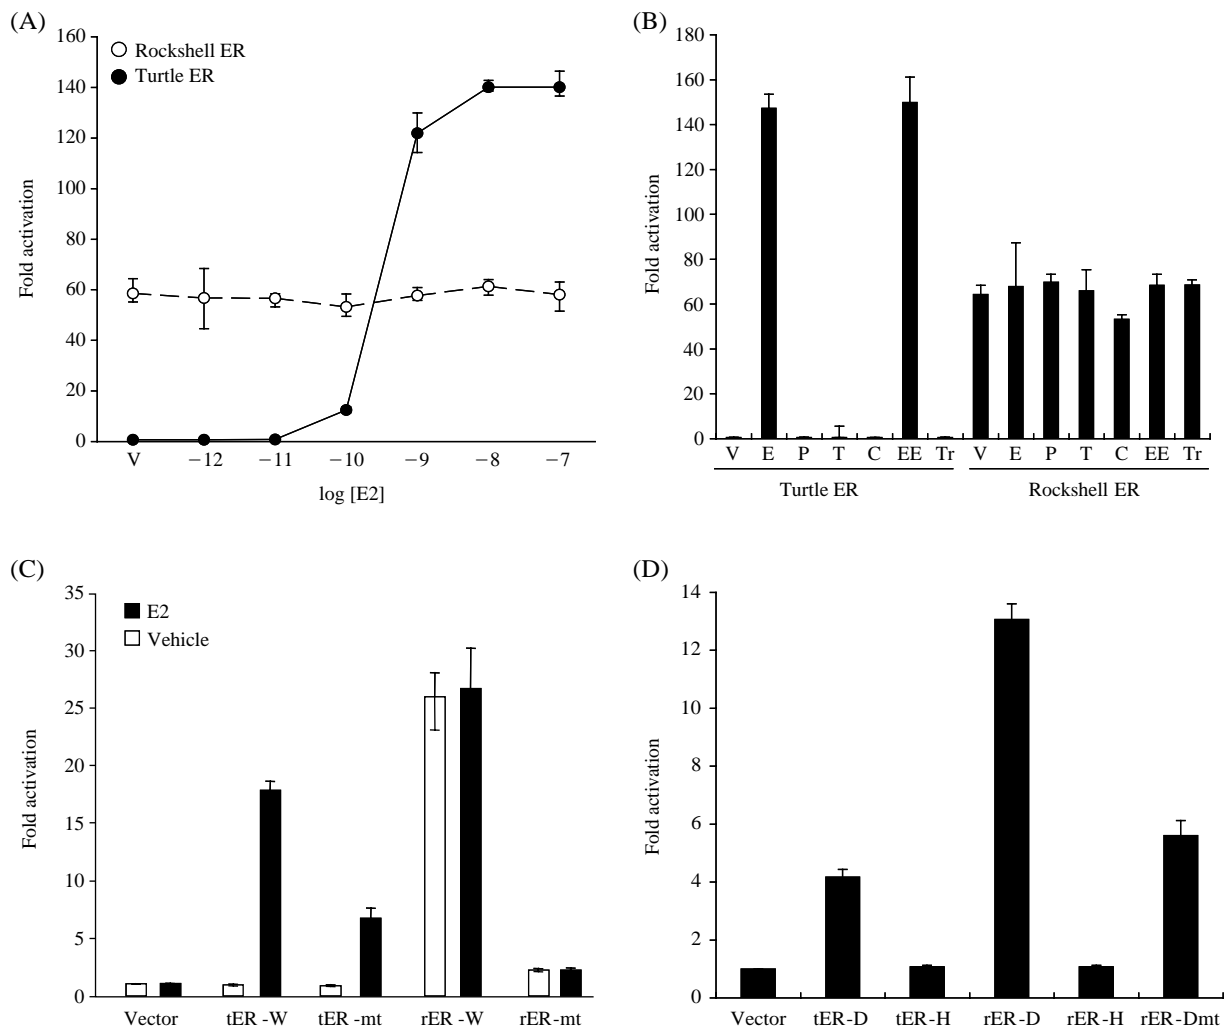 (A)
160
140
120
100
80
60
40
20
0
Fold activation
Rockshell ER
Turtle ER
V −12 −11 −10 −9 −8 −7
log [E2]
(B)
180
160
140
120
100
80
60
40
20
0
Fold activation
V E P T C EE Tr V E P T C EE Tr
Turtle ER Rockshell ER
(C)
35
30
25
20
15
10
5
0
Fold activation
E2
Vehicle
Vector tER -W tER -mt rER -W rER-mt
(D)
14
12
10
8
6
4
2
0
Fold activation
Vector tER-D tER-H rER-D rER-H rER-Dmt